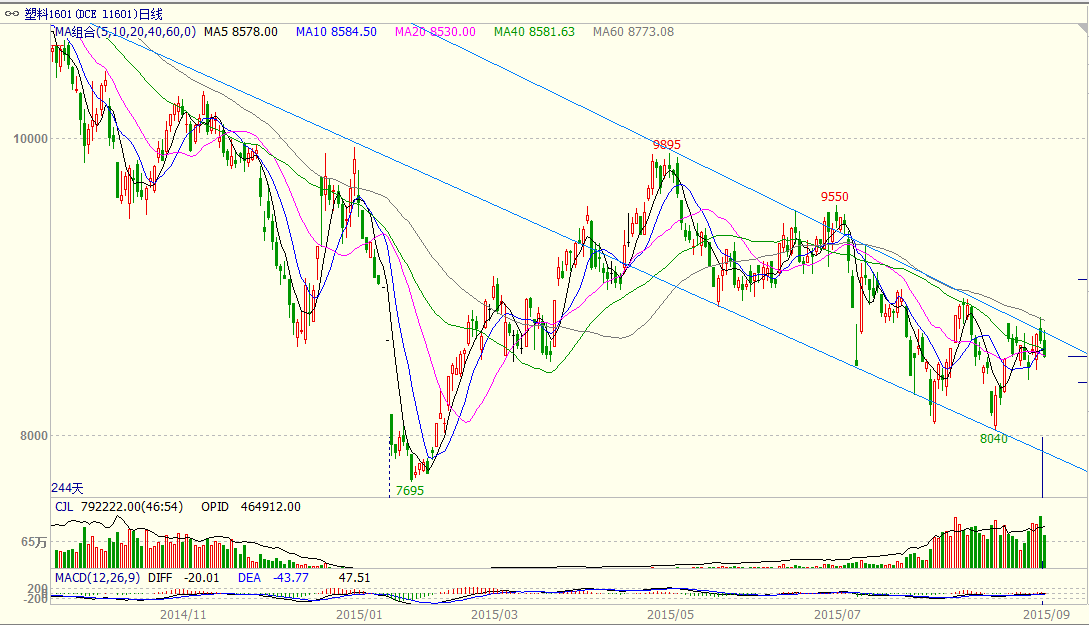 塑料1601(DCE l1601)日线
MA组合(5,10,20,40,60,0) MA5 8578.00 MA10 8584.50 MA20 8530.00 MA40 8581.63 MA60 8773.08
10000
9895
9550
8000
8040
7695
244天
CJL 792222.00(46:54) OPID 464912.00
65万
MACD(12,26,9) DIFF -20.01 DEA -43.77 47.51
200
-200
2014/11 2015/01 2015/03 2015/05 2015/07 2015/09